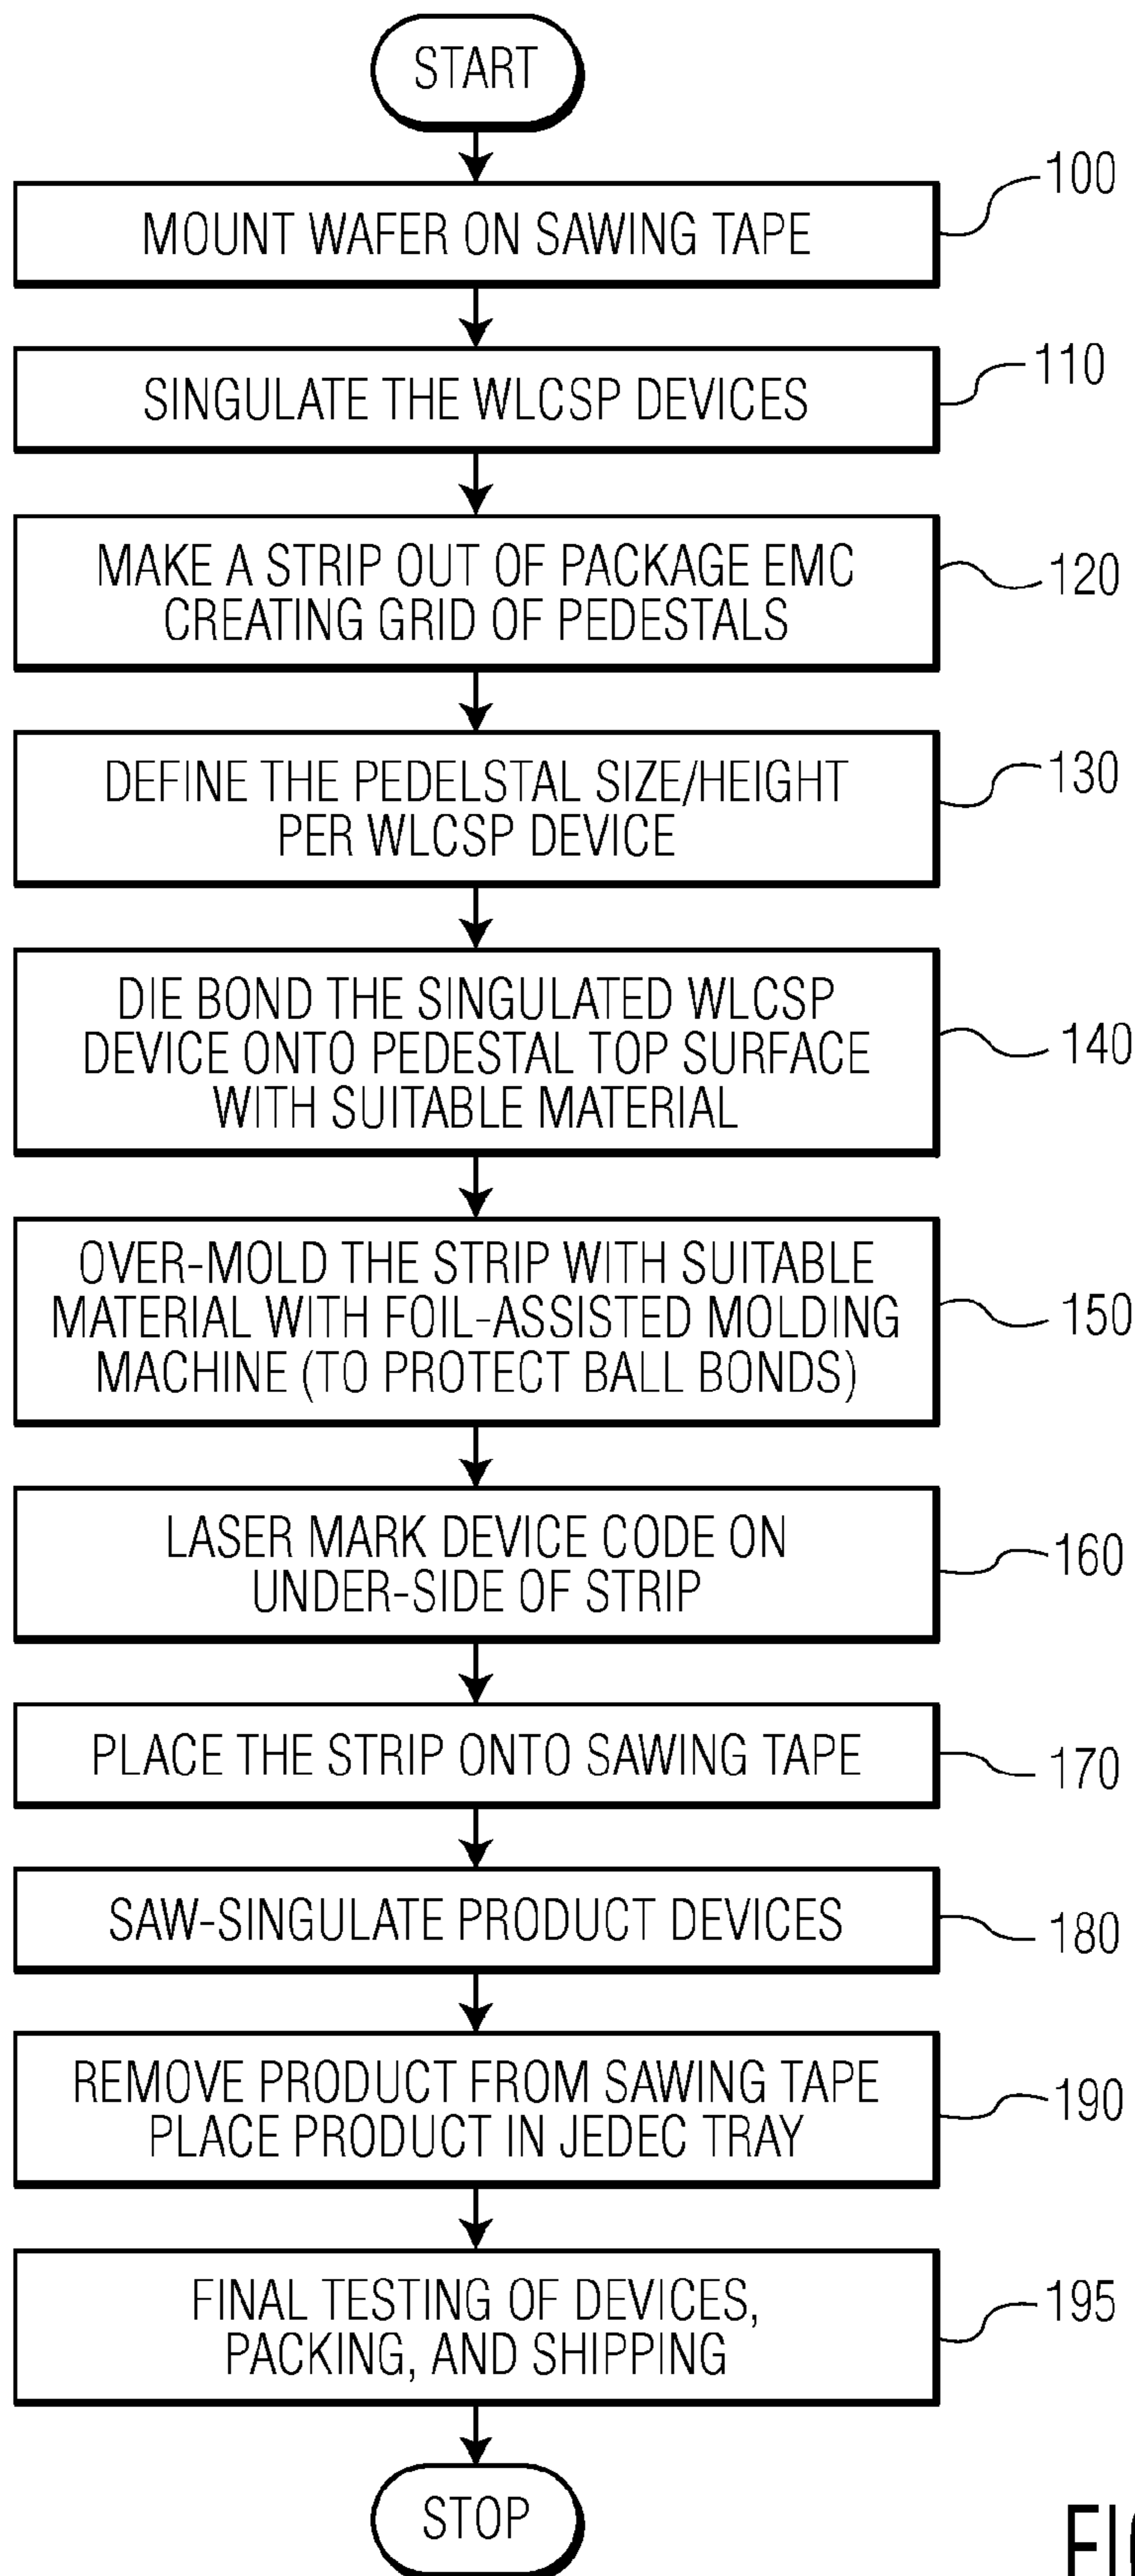 START
MOUNT WAFER ON SAWING TAPE
100
SINGULATE THE WLCSP DEVICES
110
MAKE A STRIP OUT OF PACKAGE EMC
CREATING GRID OF PEDESTALS
120
DEFINE THE PEDELSTAL SIZE/HEIGHT
PER WLCSP DEVICE
130
DIE BOND THE SINGULATED WLCSP
DEVICE ONTO PEDESTAL TOP SURFACE
WITH SUITABLE MATERIAL
140
OVER-MOLD THE STRIP WITH SUITABLE
MATERIAL WITH FOIL-ASSISTED MOLDING
MACHINE (TO PROTECT BALL BONDS)
150
LASER MARK DEVICE CODE ON
UNDER-SIDE OF STRIP
160
PLACE THE STRIP ONTO SAWING TAPE
170
SAW-SINGULATE PRODUCT DEVICES
180
REMOVE PRODUCT FROM SAWING TAPE
PLACE PRODUCT IN JEDEC TRAY
190
FINAL TESTING OF DEVICES,
PACKING, AND SHIPPING
195
STOP